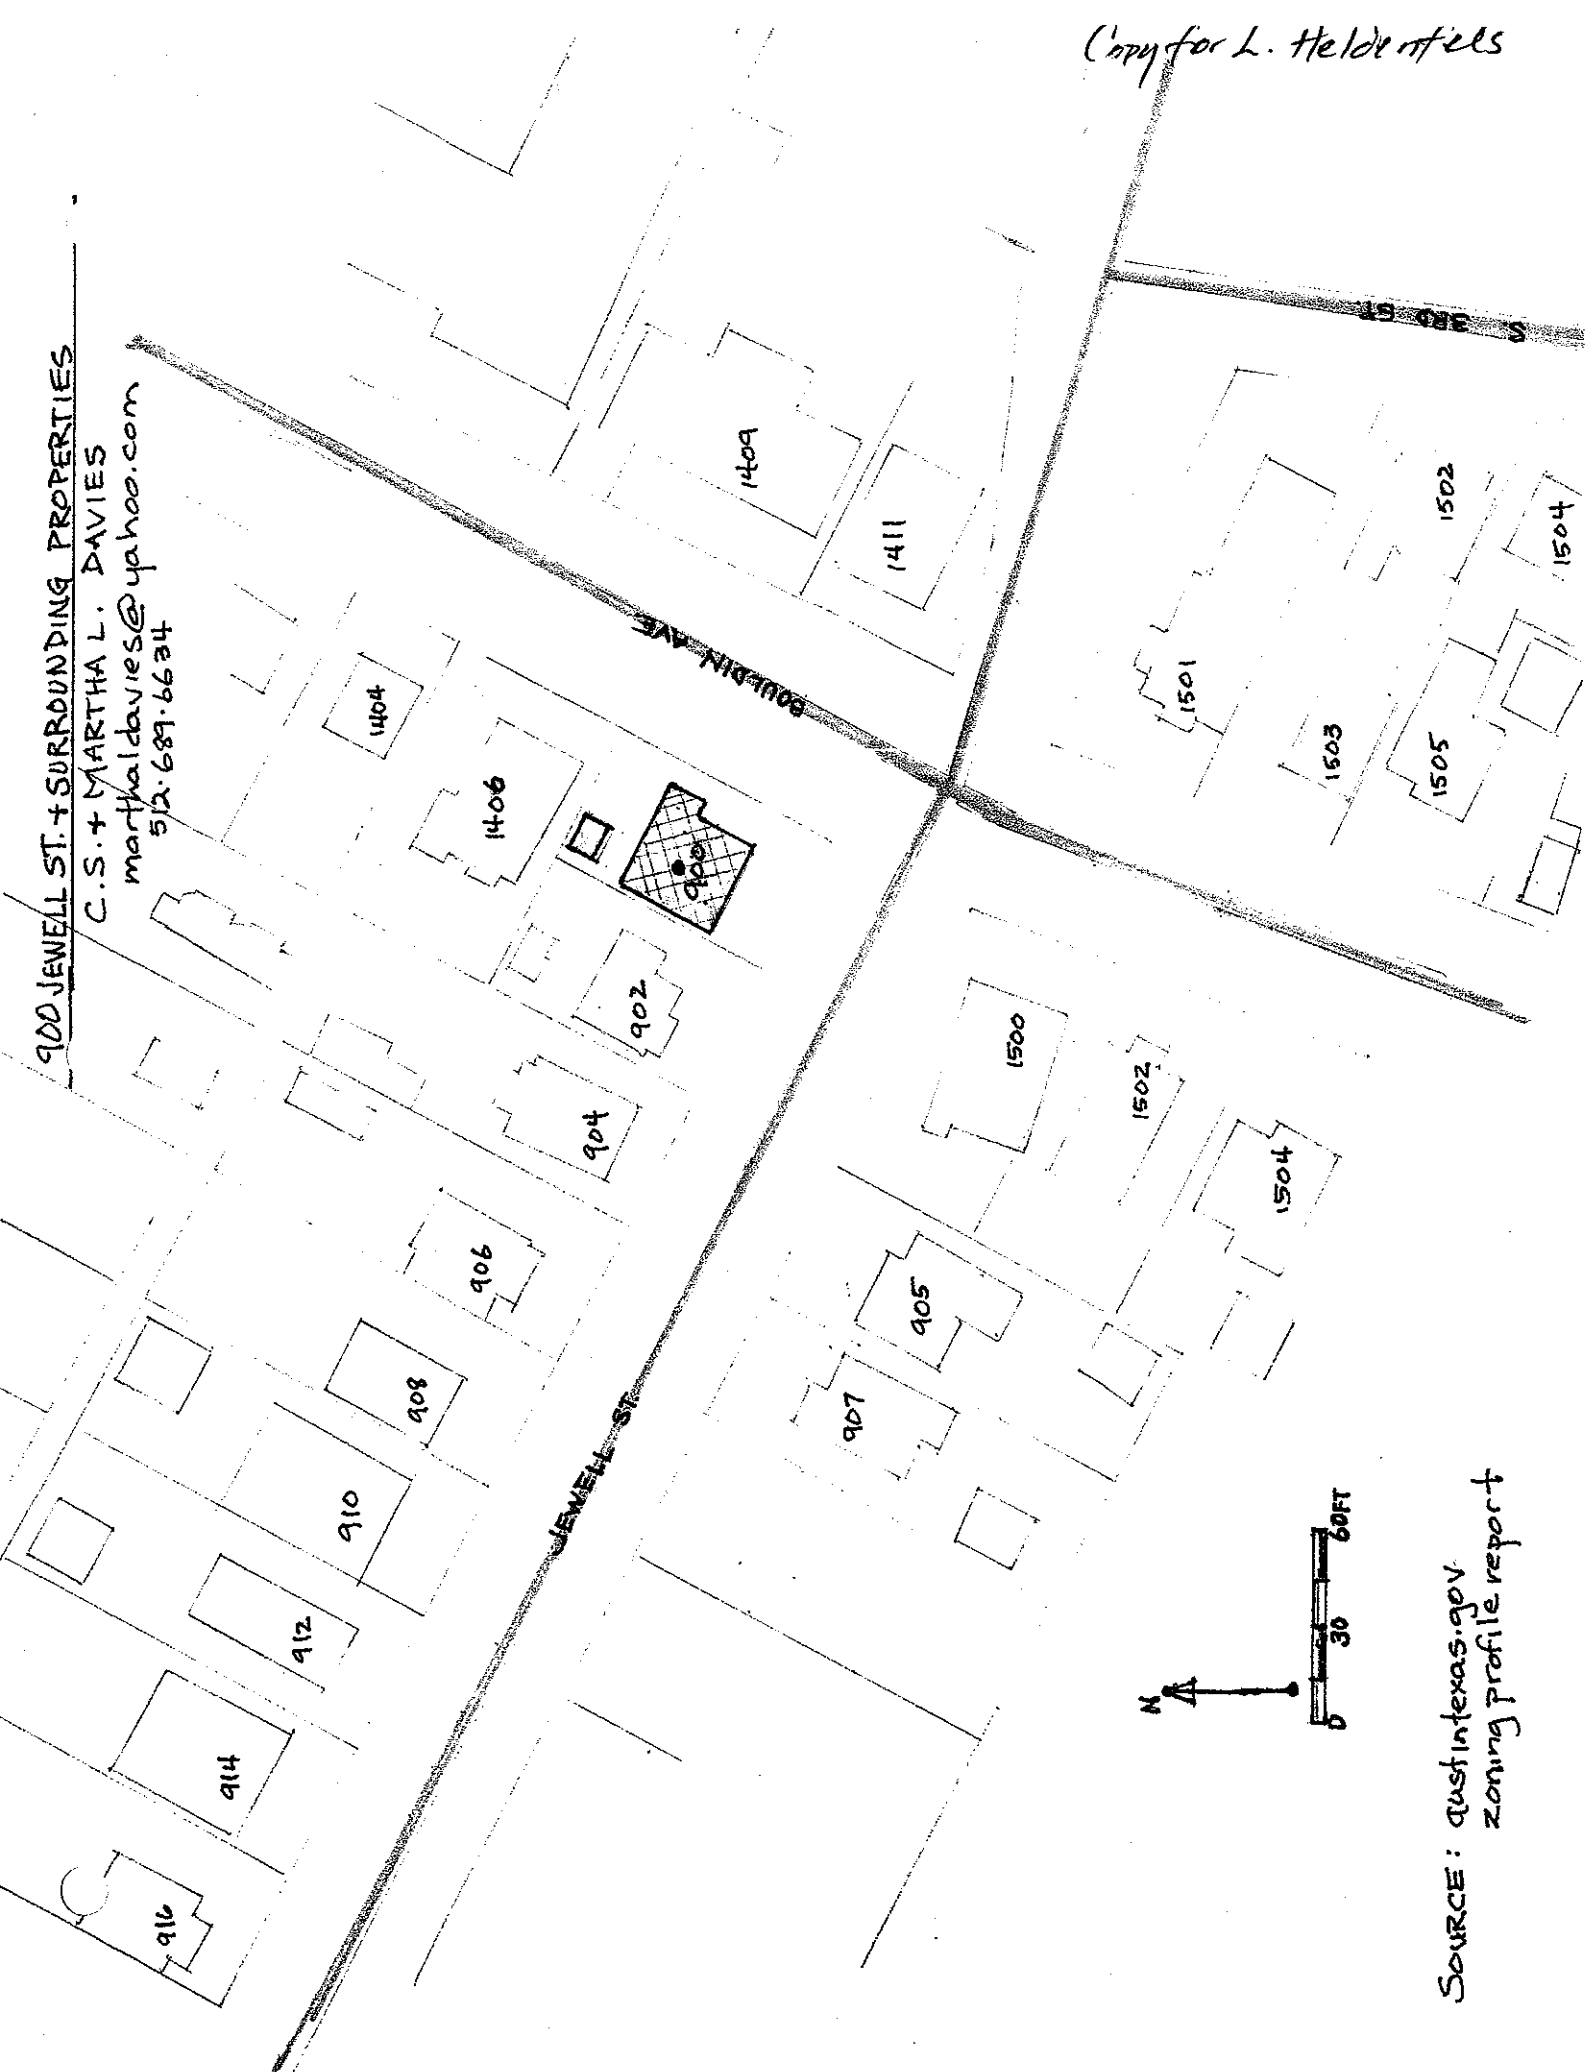 Copy for L. Heldenfels
900 JEWELL ST. + SURROUNDING PROPERTIES
C.S. + MARTHA L. DAVIES
marthaldavies@yahoo.com
512.689.6634
BOULDIN AVE
S 3RD ST
JEWELL ST.
1404
1406
900
902
904
906
908
910
912
914
916
1409
1411
1501
1503
1505
1502
1504
1500
1502
1504
905
907
N
0 30 60FT
SOURCE: austintexas.gov
zoning profile report